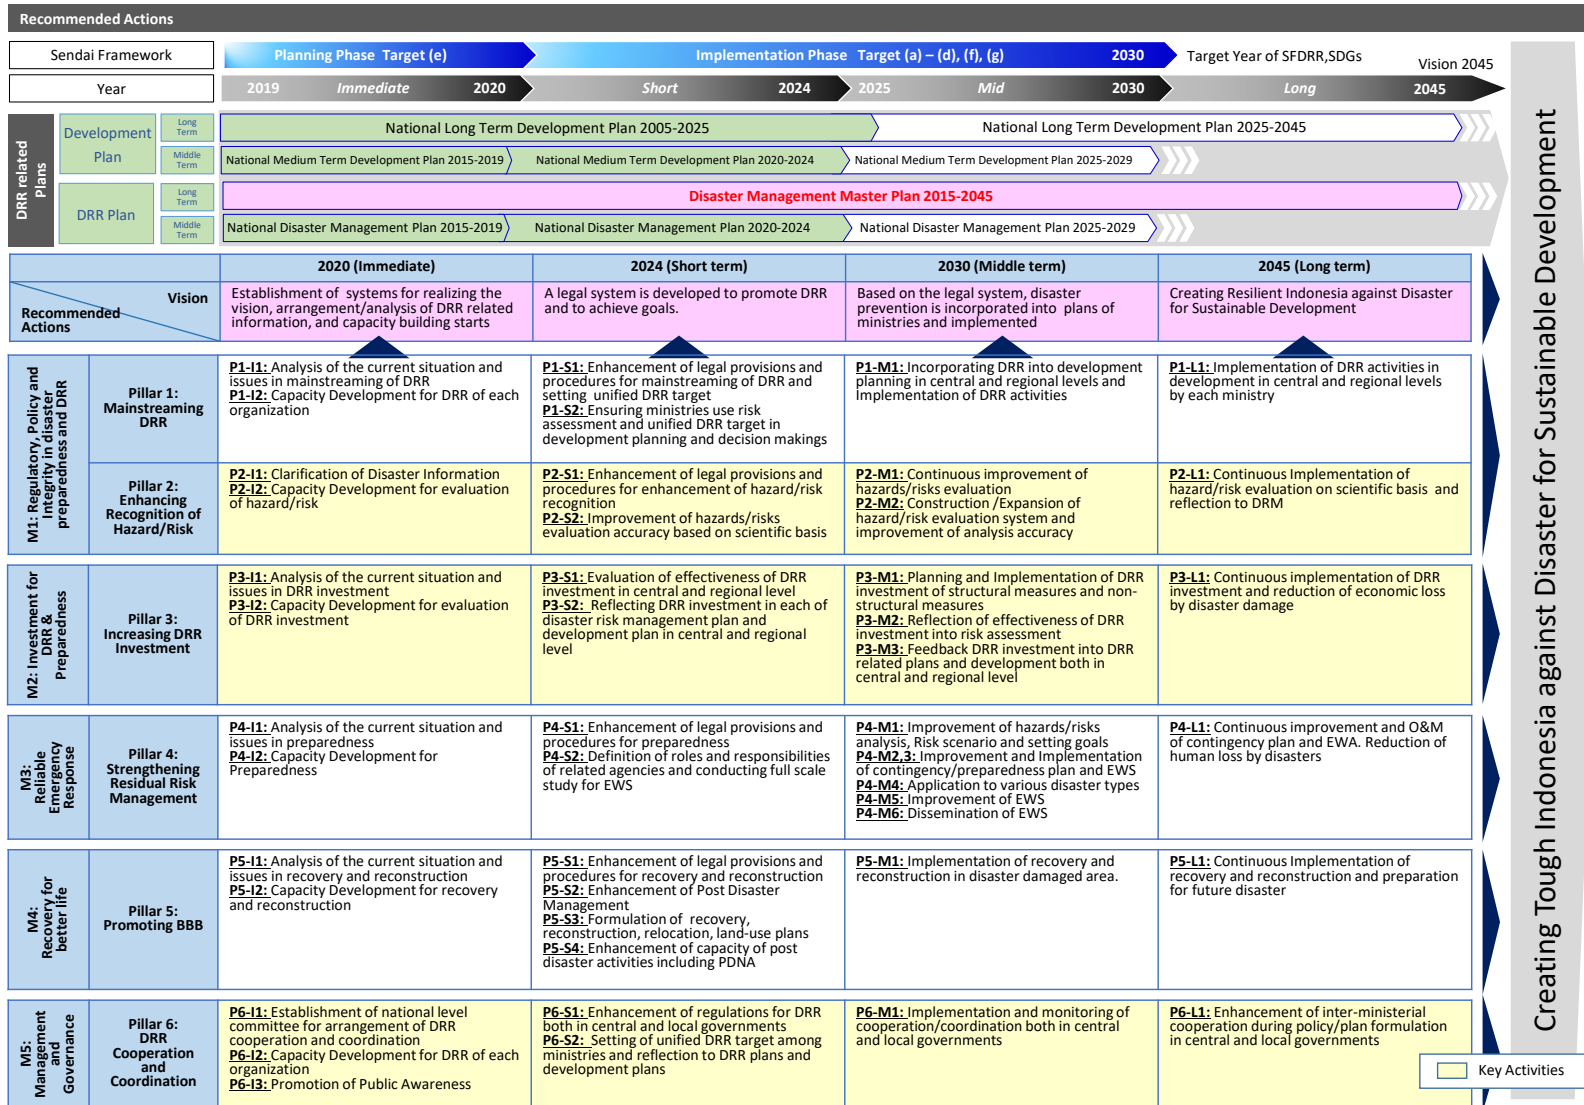 Recommended Actions
Sendai Framework
Planning Phase  Target (e)
Implementation Phase   Target (a) – (d), (f), (g)
2030
Target Year of SFDRR,SDGs
Vision 2045
Year
2019
Immediate
2020
Short
2024
2025
Mid
2030
Long
2045
DRR related
Plans
Development
Plan
Long
Term
National Long Term Development Plan 2005-2025
National Long Term Development Plan 2025-2045
Middle
Term
National Medium Term Development Plan 2015-2019
National Medium Term Development Plan 2020-2024
National Medium Term Development Plan 2025-2029
DRR Plan
Long
Term
Disaster Management Master Plan 2015-2045
Middle
Term
National Disaster Management Plan 2015-2019
National Disaster Management Plan 2020-2024
National Disaster Management Plan 2025-2029
2020 (Immediate)
2024 (Short term)
2030 (Middle term)
2045 (Long term)
Vision
Recommended
Actions
Establishment of  systems for realizing the
vision, arrangement/analysis of DRR related
information, and capacity building starts
A legal system is developed to promote DRR
and to achieve goals.
Based on the legal system, disaster
prevention is incorporated into  plans of
ministries and implemented
Creating Resilient Indonesia against Disaster
for Sustainable Development
M1: Regulatory, Policy and
Integrity in disaster
preparedness and DRR
Pillar 1:
Mainstreaming
DRR
P1-I1: Analysis of the current situation and
issues in mainstreaming of DRR
P1-I2: Capacity Development for DRR of each
organization
P1-S1: Enhancement of legal provisions and
procedures for mainstreaming of DRR and
setting  unified DRR target
P1-S2: Ensuring ministries use risk
assessment and unified DRR target in
development planning and decision makings
P1-M1: Incorporating DRR into development
planning in central and regional levels and
Implementation of DRR activities
P1-L1: Implementation of DRR activities in
development in central and regional levels
by each ministry
Pillar 2:
Enhancing
Recognition of
Hazard/Risk
P2-I1: Clarification of Disaster Information
P2-I2: Capacity Development for evaluation
of hazard/risk
P2-S1: Enhancement of legal provisions and
procedures for enhancement of hazard/risk
recognition
P2-S2: Improvement of hazards/risks
evaluation accuracy based on scientific basis
P2-M1: Continuous improvement of
hazards/risks evaluation
P2-M2: Construction /Expansion of
hazard/risk evaluation system and
improvement of analysis accuracy
P2-L1: Continuous Implementation of
hazard/risk evaluation on scientific basis  and
reflection to DRM
M2: Investment for
DRR &
Preparedness
Pillar 3:
Increasing DRR
Investment
P3-I1: Analysis of the current situation and
issues in DRR investment
P3-I2: Capacity Development for evaluation
of DRR investment
P3-S1: Evaluation of effectiveness of DRR
investment in central and regional level
P3-S2:  Reflecting DRR investment in each of
disaster risk management plan and
development plan in central and regional
level
P3-M1: Planning and Implementation of DRR
investment of structural measures and non-
structural measures
P3-M2: Reflection of effectiveness of DRR
investment into risk assessment
P3-M3: Feedback DRR investment into DRR
related plans and development both in
central and regional level
P3-L1: Continuous implementation of DRR
investment and reduction of economic loss
by disaster damage
M3:
Reliable
Emergency
Response
Pillar 4:
Strengthening
Residual Risk
Management
P4-I1: Analysis of the current situation and
issues in preparedness
P4-I2: Capacity Development for
Preparedness
P4-S1: Enhancement of legal provisions and
procedures for preparedness
P4-S2: Definition of roles and responsibilities
of related agencies and conducting full scale
study for EWS
P4-M1: Improvement of hazards/risks
analysis, Risk scenario and setting goals
P4-M2,3: Improvement and Implementation
of contingency/preparedness plan and EWS
P4-M4: Application to various disaster types
P4-M5: Improvement of EWS
P4-M6: Dissemination of EWS
P4-L1: Continuous improvement and O&M
of contingency plan and EWA. Reduction of
human loss by disasters
M4:
Recovery for
better life
Pillar 5:
Promoting BBB
P5-I1: Analysis of the current situation and
issues in recovery and reconstruction
P5-I2: Capacity Development for recovery
and reconstruction
P5-S1: Enhancement of legal provisions and
procedures for recovery and reconstruction
P5-S2: Enhancement of Post Disaster
Management
P5-S3: Formulation of  recovery,
reconstruction, relocation, land-use plans
P5-S4: Enhancement of capacity of post
disaster activities including PDNA
P5-M1: Implementation of recovery and
reconstruction in disaster damaged area.
P5-L1: Continuous Implementation of
recovery and reconstruction and preparation
for future disaster
M5:
Management
and
Governance
Pillar 6:
DRR
Cooperation
and
Coordination
P6-I1: Establishment of national level
committee for arrangement of DRR
cooperation and coordination
P6-I2: Capacity Development for DRR of each
organization
P6-I3: Promotion of Public Awareness
P6-S1: Enhancement of regulations for DRR
both in central and local governments
P6-S2: Setting of unified DRR target among
ministries and reflection to DRR plans and
development plans
P6-M1: Implementation and monitoring of
cooperation/coordination both in central
and local governments
P6-L1: Enhancement of inter-ministerial
cooperation during policy/plan formulation
in central and local governments
Key Activities
Creating Tough Indonesia against Disaster for Sustainable Development